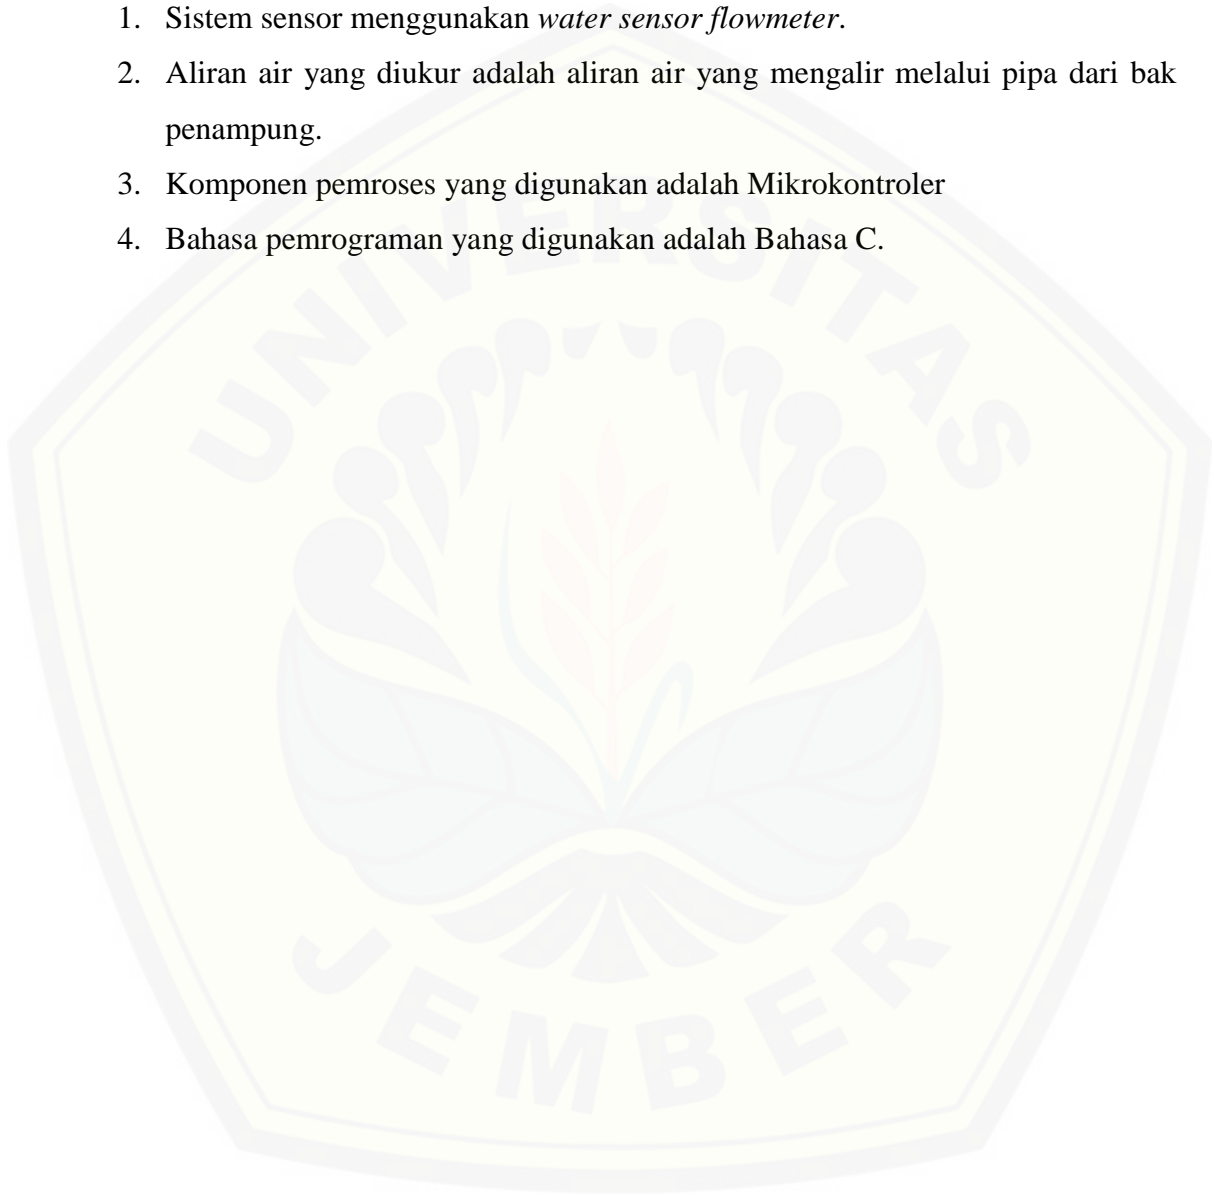 1. Sistem sensor menggunakan water sensor flowmeter.
2. Aliran air yang diukur adalah aliran air yang mengalir melalui pipa dari bak
penampung.
3. Komponen pemroses yang digunakan adalah Mikrokontroler
4. Bahasa pemrograman yang digunakan adalah Bahasa C.
UNIVERSITAS
JEMBER